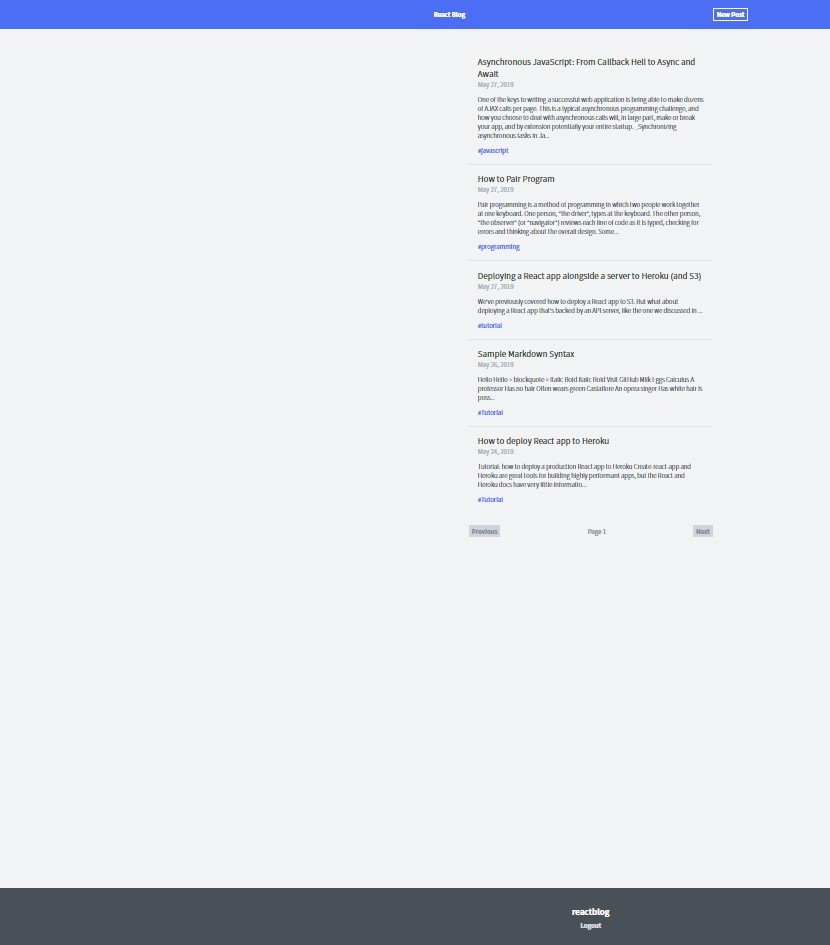 React Blog
New Post
Asynchronous JavaScript: From Callback Hell to Async and
Await
May 27, 2019
One of the keys to writing a successful web application is being able to make dozens
of AJAX calls per page. This is a typical asynchronous programming challenge, and
how you choose to deal with asynchronous calls will, in large part, make or break
your app, and by extension potentially your entire startup. _Synchronizing
asynchronous tasks in Ja...
#javascript
How to Pair Program
May 27, 2019
Pair programming is a method of programming in which two people work together
at one keyboard. One person, "the driver", types at the keyboard. The other person,
"the observer" (or "navigator") reviews each line of code as it is typed, checking for
errors and thinking about the overall design. Some...
#programming
Deploying a React app alongside a server to Heroku (and S3)
May 27, 2019
We've previously covered how to deploy a React app to S3. But what about
deploying a React app that's backed by an API server, like the one we discussed in ...
#tutorial
Sample Markdown Syntax
May 26, 2019
Hello Hello > blockquote > Italic Bold Italic Bold Visit GitHub Milk Eggs Calculus A
professor Has no hair Often wears green Castafiore An opera singer Has white hair Is
poss...
#Tutorial
How to deploy React app to Heroku
May 24, 2019
Tutorial: how to deploy a production React app to Heroku Create-react-app and
Heroku are great tools for building highly performant apps, but the React and
Heroku docs have very little informatio...
#Tutorial
Previous
Page 1
Next
reactblog
Logout